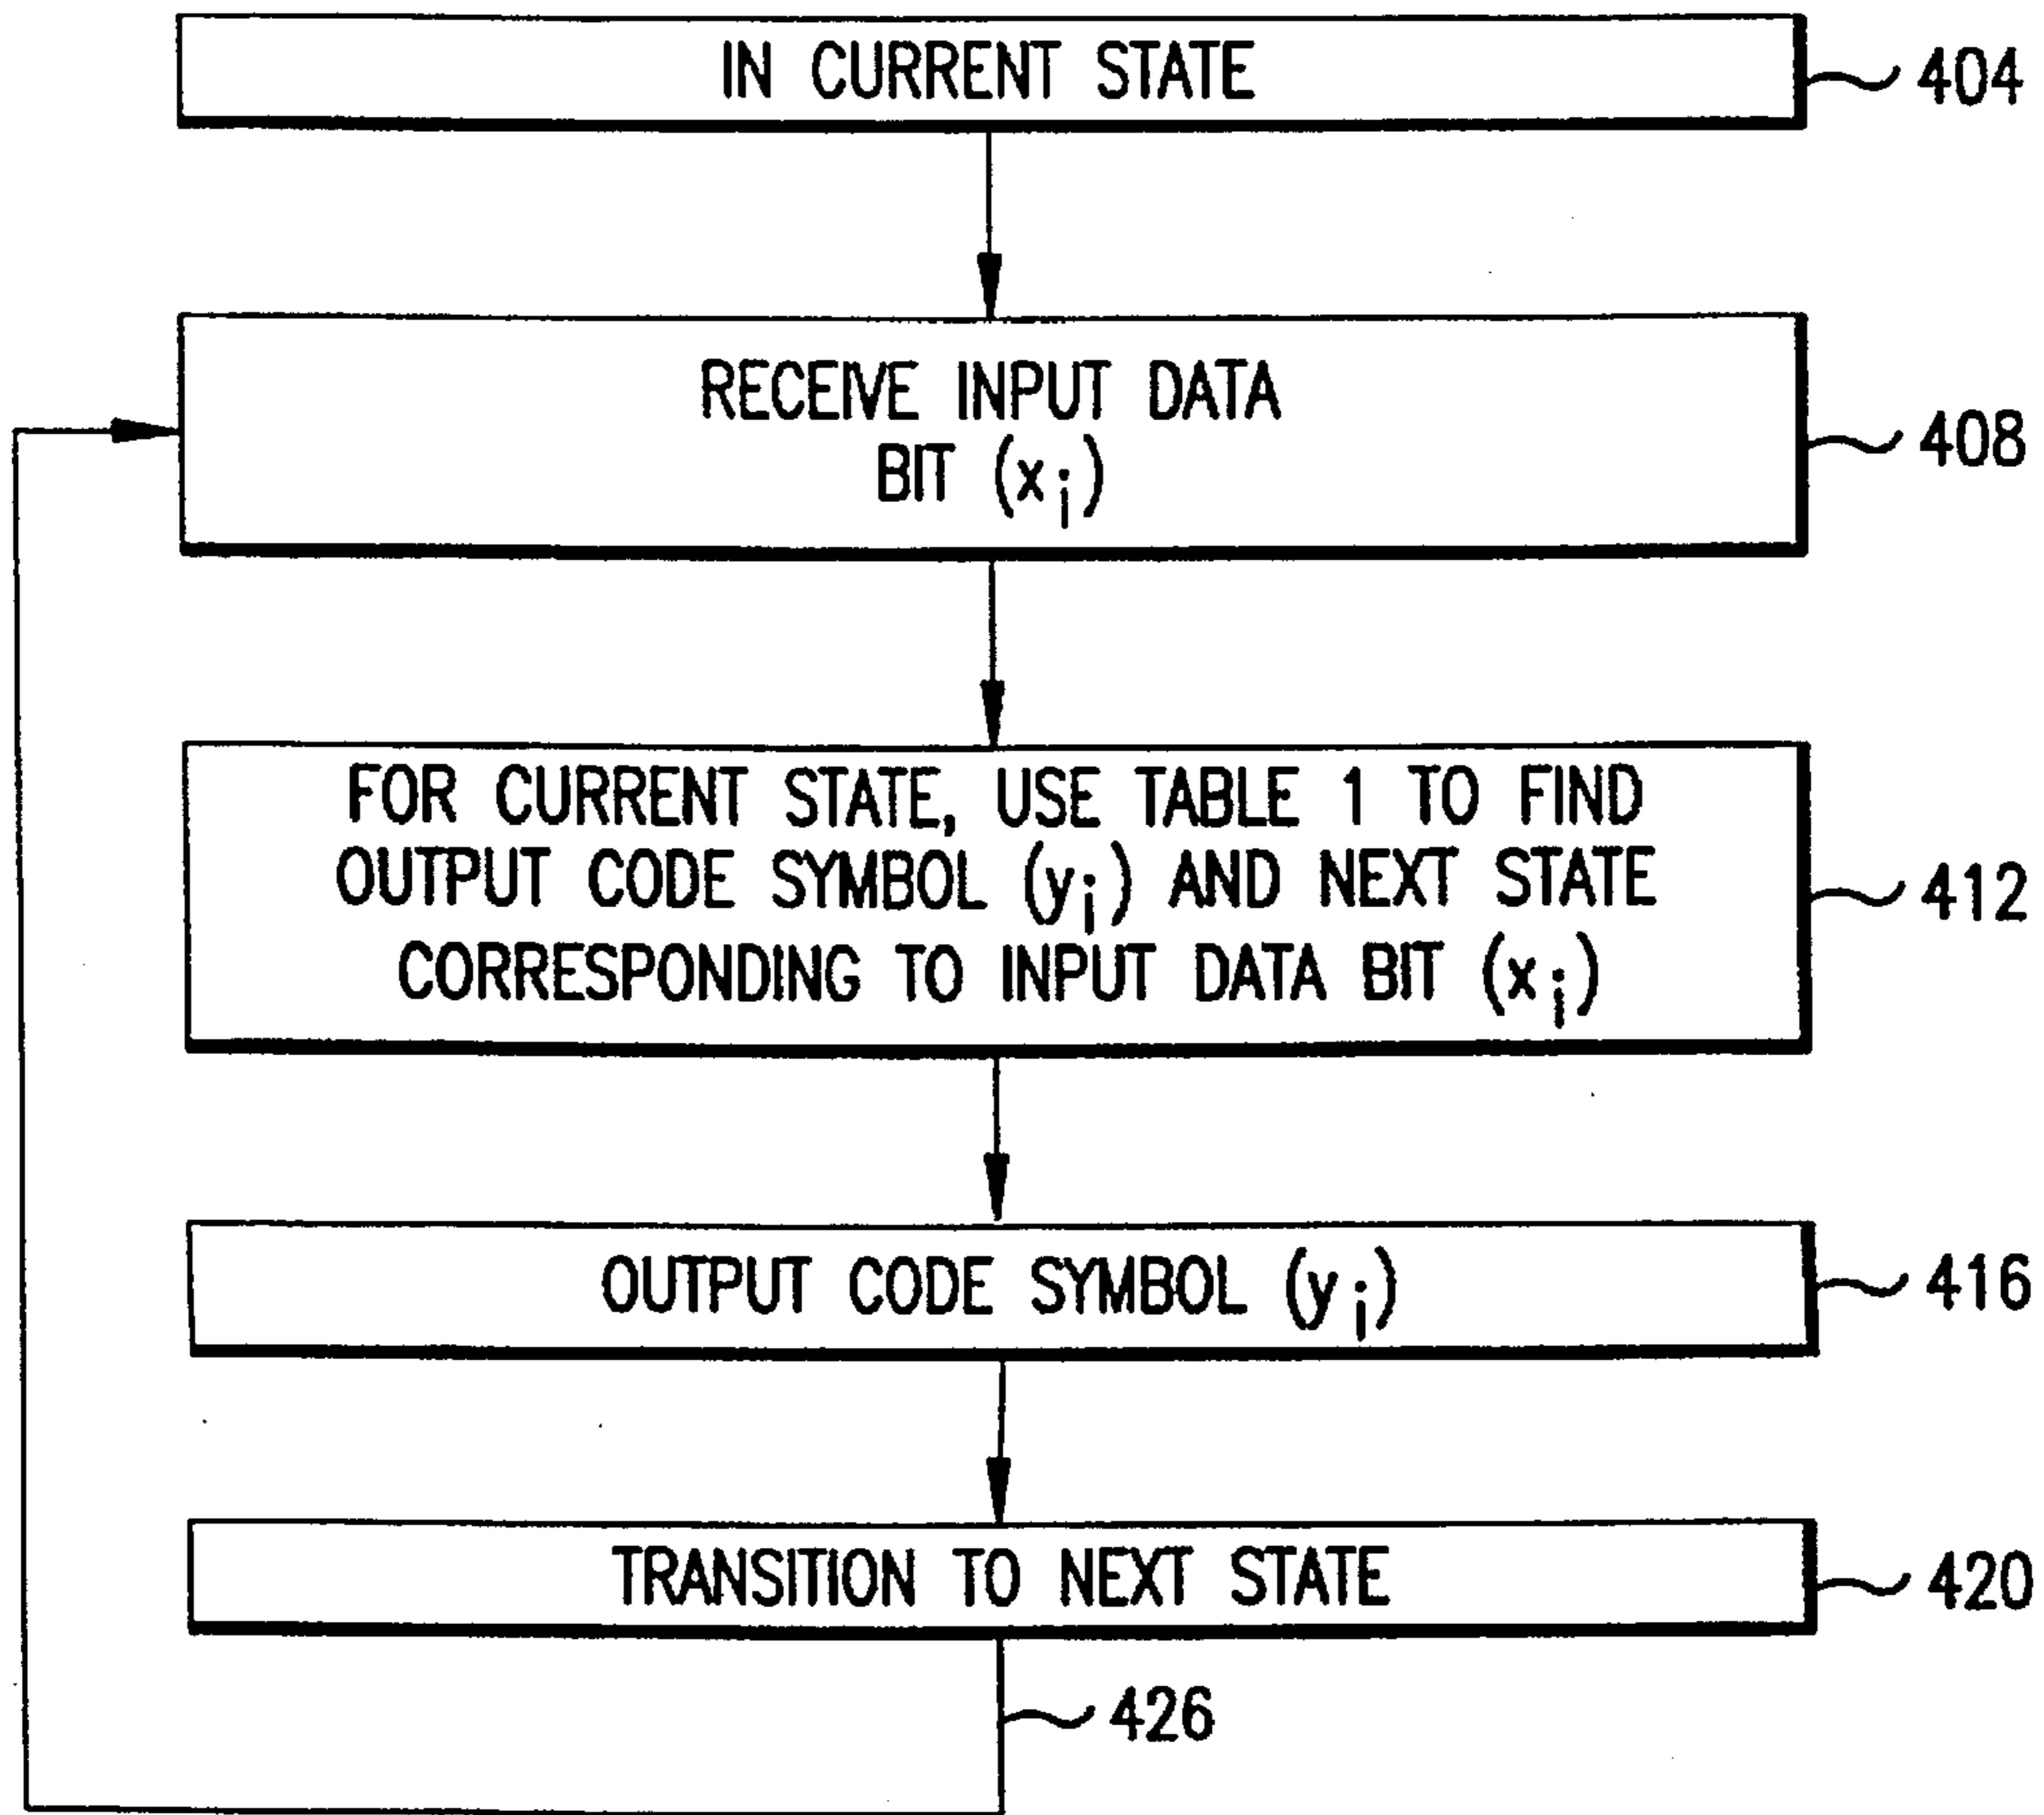 IN CURRENT STATE
404
RECEIVE INPUT DATA
BIT (xi)
408
FOR CURRENT STATE, USE TABLE 1 TO FIND
OUTPUT CODE SYMBOL (yi) AND NEXT STATE
CORRESPONDING TO INPUT DATA BIT (xi)
412
OUTPUT CODE SYMBOL (yi)
416
TRANSITION TO NEXT STATE
420
426